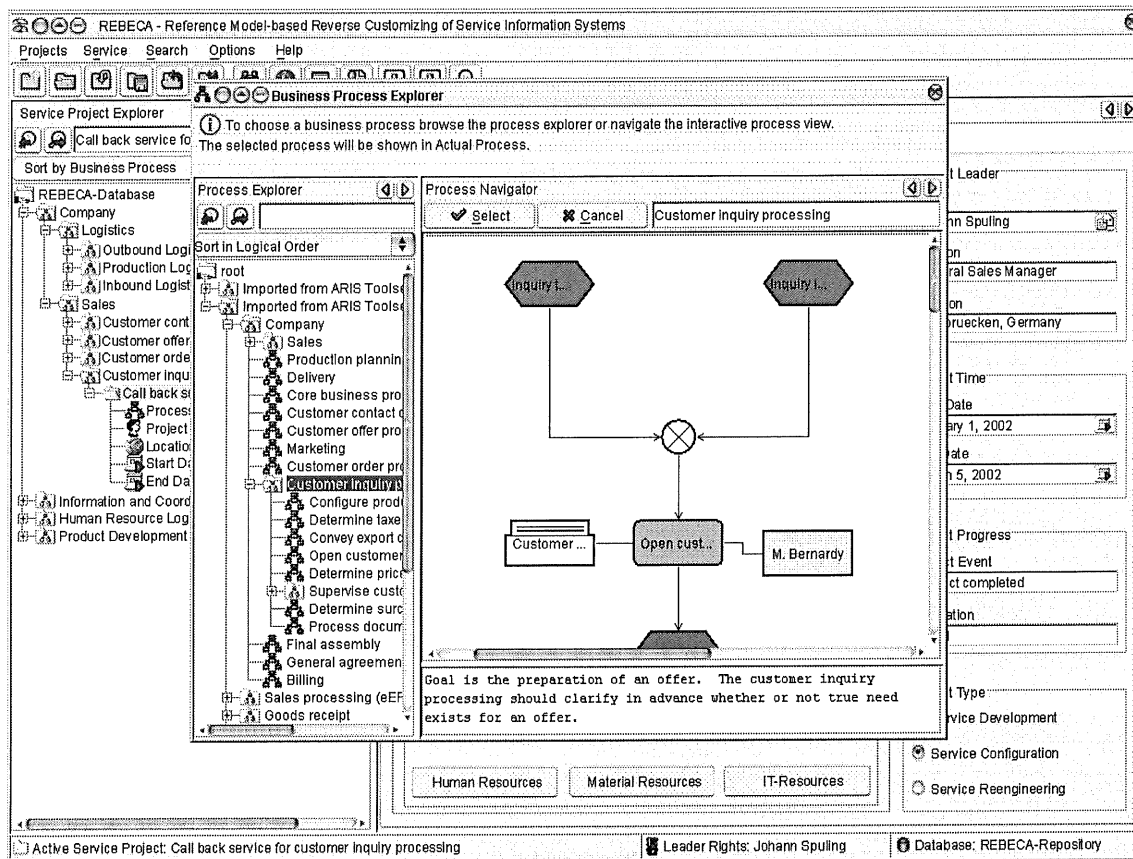 REBECA - Reference Model-based Reverse Customizing of Service Information Systems
Projects Service Search Options Help
Service Project Explorer
Call back service fo
Sort by Business Process
REBECA-Database
Company
Logistics
Outbound Logi
Production Log
Inbound Logist
Sales
Customer cont
Customer offer
Customer orde
Customer inqu
Call back s
Process
Project
Locatio
Start Da
End Da
Information and Coord
Human Resource Log
Product Development
Business Process Explorer
To choose a business process browse the process explorer or navigate the interactive process view.
The selected process will be shown in Actual Process.
Process Explorer
Sort in Logical Order
root
Imported from ARIS Toolse
Imported from ARIS Toolse
Company
Sales
Production plannin
Delivery
Core business pro
Customer contact
Customer offer pro
Marketing
Customer order pr
Customer inquiry p
Configure prod
Determine taxe
Convey export
Open customer
Determine price
Supervise custo
Determine surc
Process docum
Final assembly
General agreemen
Billing
Sales processing (eEF
Goods receipt
Process Navigator
Select Cancel Customer inquiry processing
Inquiry i... Inquiry i...
Customer ... Open cust... M. Bernardy
Goal is the preparation of an offer. The customer inquiry
processing should clarify in advance whether or not true need
exists for an offer.
t Leader
nn Spuling
on
ral Sales Manager
ion
bruecken, Germany
t Time
Date
ary 1, 2002
Date
h 5, 2002
t Progress
ct Event
ct completed
ation
t Type
rvice Development
Service Configuration
Service Reengineering
Human Resources Material Resources IT-Resources
Active Service Project: Call back service for customer inquiry processing
Leader Rights: Johann Spuling
Database: REBECA-Repository